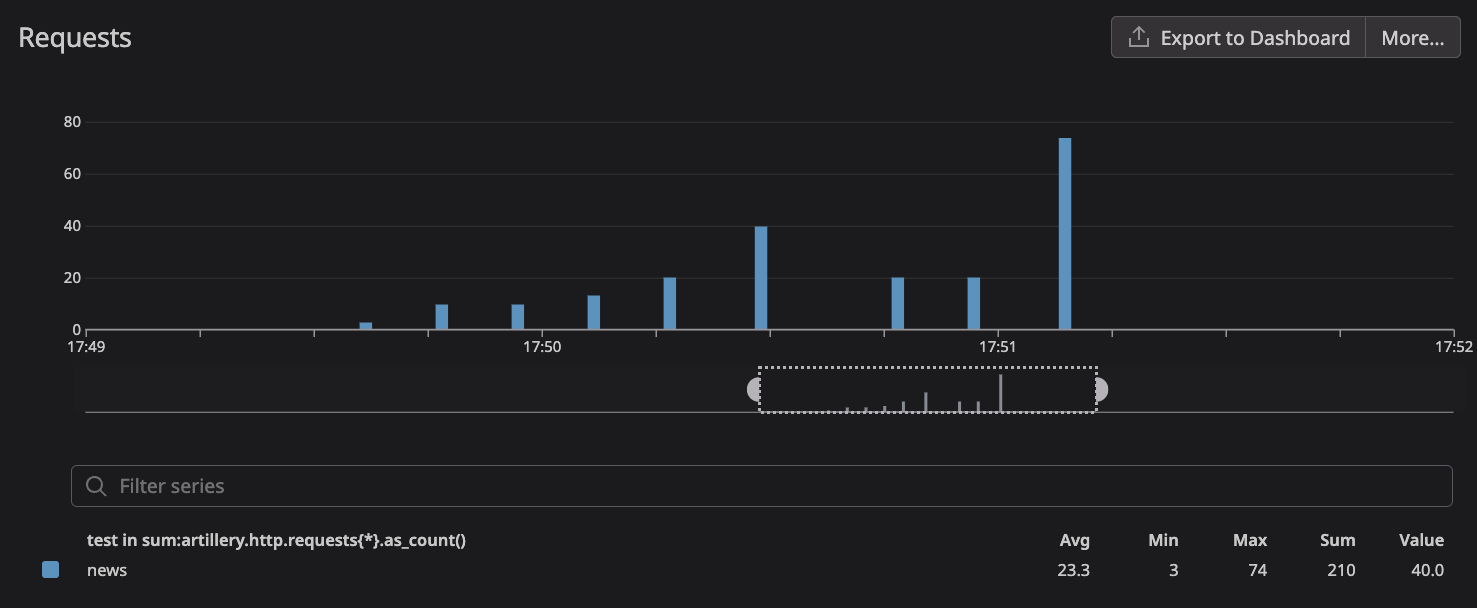 Requests
Export to Dashboard More...
80
60
40
20
0
17:49 17:50 17:51 17:52
Filter series
test in sum:artillery.http.requests{*}.as_count() Avg Min Max Sum Value
news 23.3 3 74 210 40.0